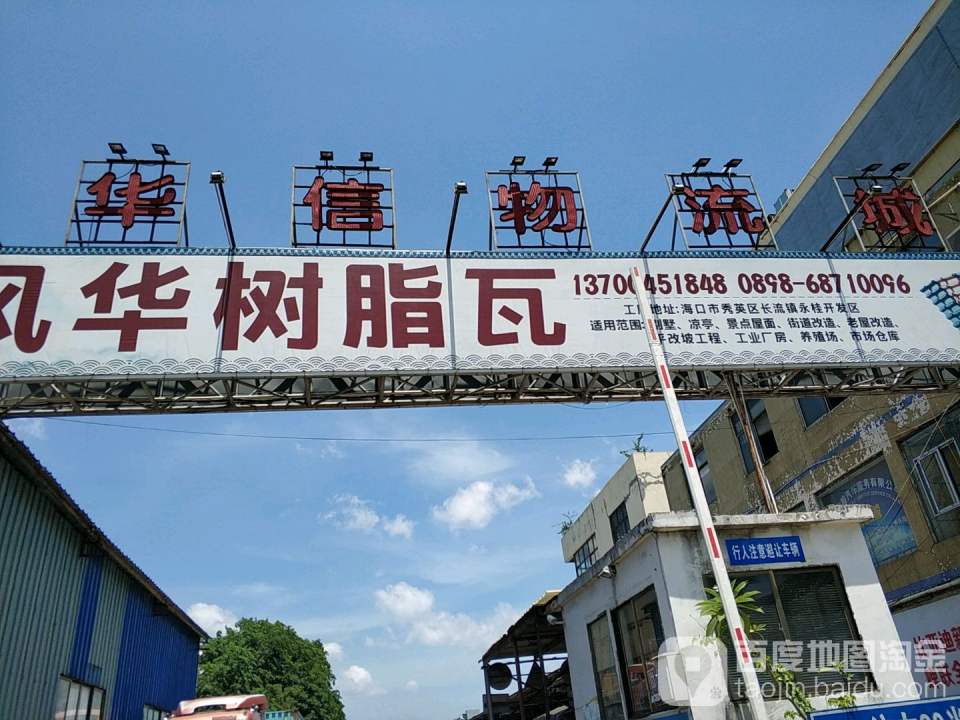 华信物流城
风华树脂瓦
13700451848 0898-68710096
工厂地址:海口市秀英区长流镇永桂开发区
适用范围:别墅、凉亭、景点屋面、街道改造、老屋改造、
平改坡工程、工业厂房、养殖场、市场仓库
行人注意避让车辆
百度地图淘金
taojin.baidu.com